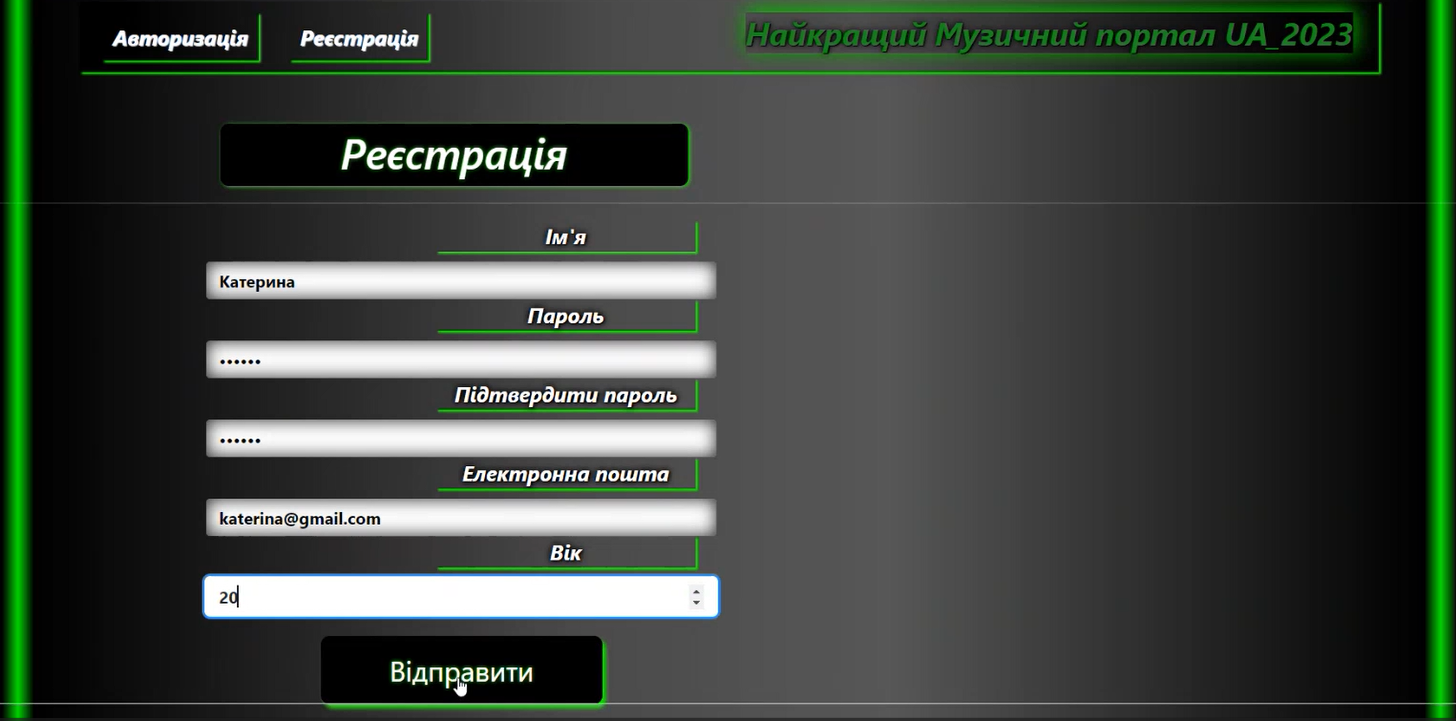 Авторизація Реєстрація Найкращий Музичний портал UA_2023
Реєстрація
Ім'я
Катерина
Пароль
••••••
Підтвердити пароль
••••••
Електронна пошта
katerina@gmail.com
Вік
20
Відправити